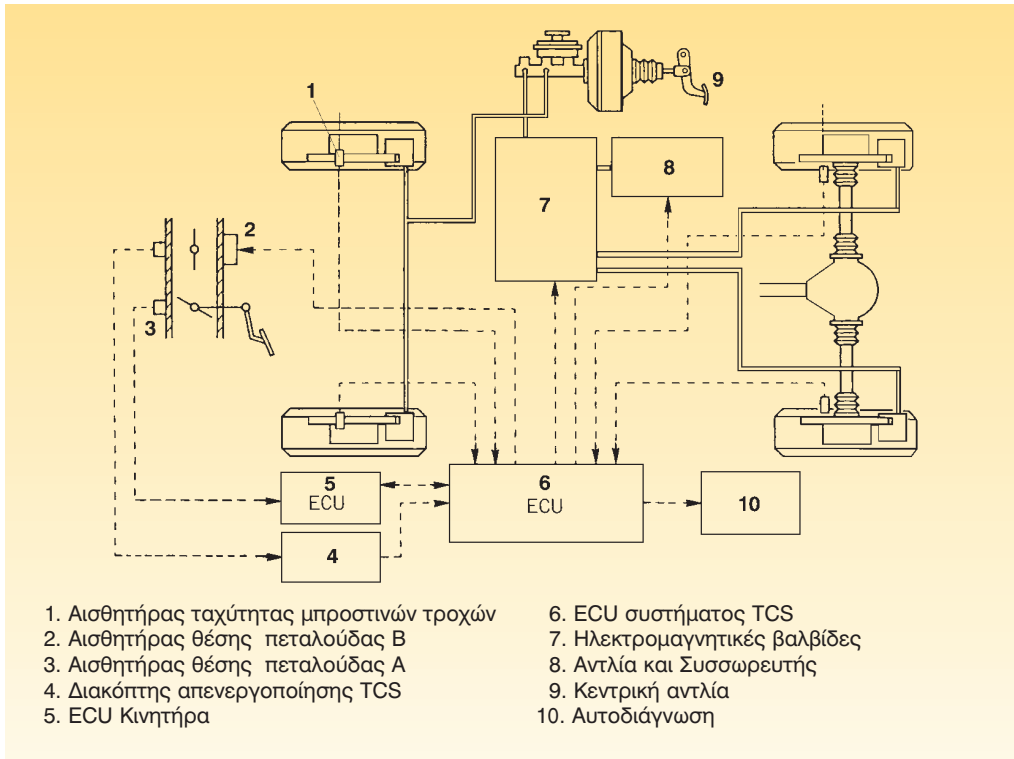 1
9
2
8
7
3
5
ECU
6
ECU
10
4
1. Αισθητήρας ταχύτητας μπροστινών τροχών
2. Αισθητήρας θέσης πεταλούδας Β
3. Αισθητήρας θέσης πεταλούδας Α
4. Διακόπτης απενεργοποίησης TCS
5. ECU Κινητήρα
6. ECU συστήματος TCS
7. Ηλεκτρομαγνητικές βαλβίδες
8. Αντλία και Συσσωρευτής
9. Κεντρική αντλία
10. Αυτοδιάγνωση